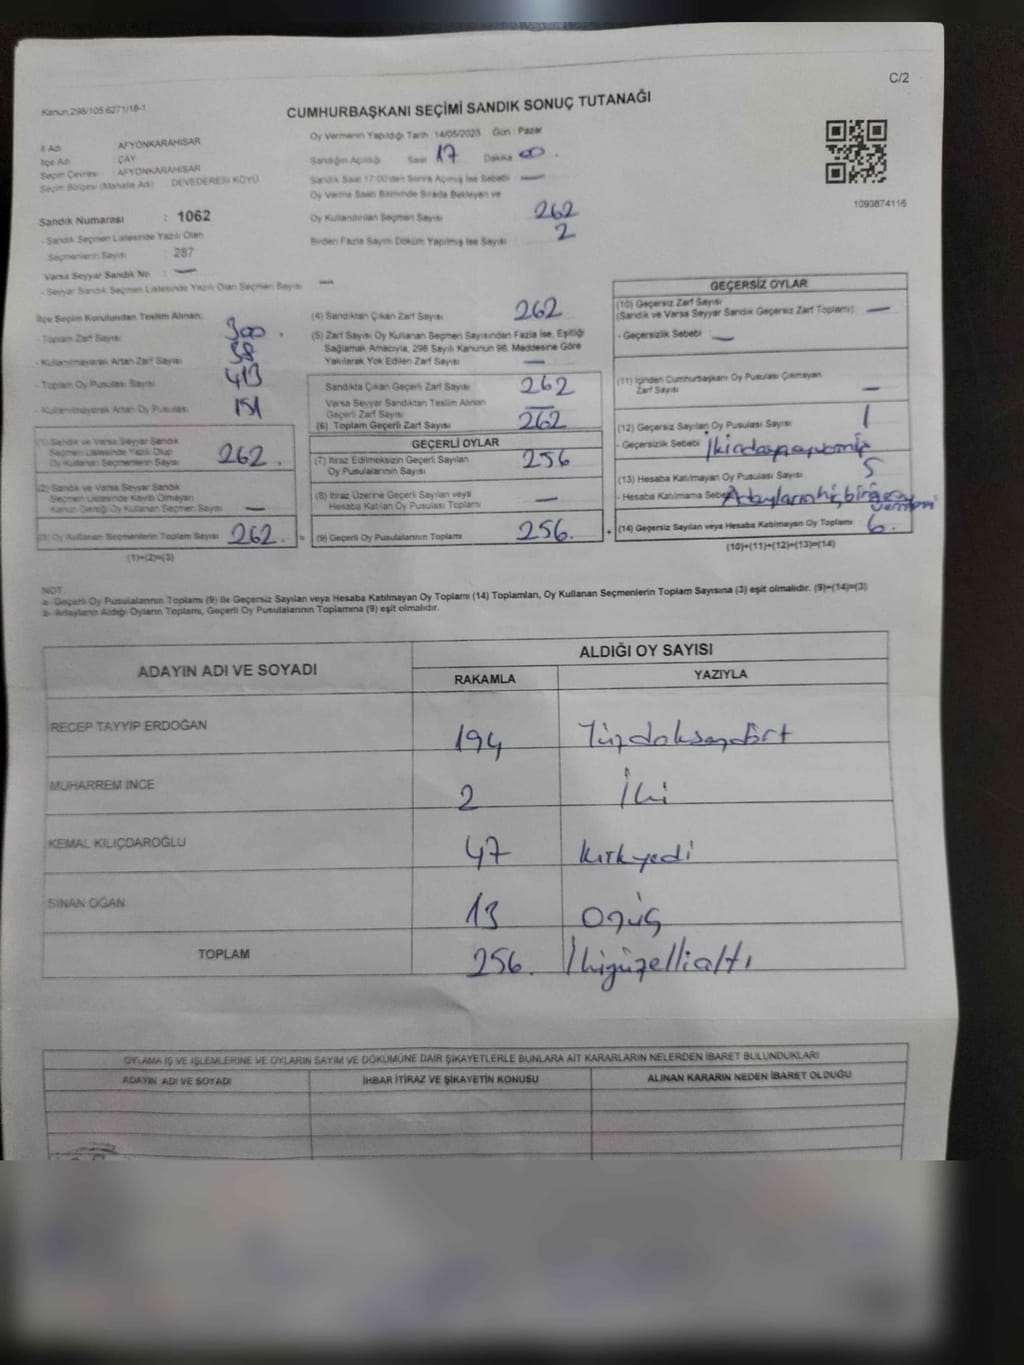 C/2
Kanun.298/105.6271/18-1
CUMHURBAŞKANI SEÇİMİ SANDIK SONUÇ TUTANAĞI
1093874116
İl Adı AFYONKARAHİSAR
İlçe Adı ÇAY
Seçim Çevresi : AFYONKARAHİSAR
Seçim Bölgesi (Mahalle Adı) DEVEDERESİ KÖYÜ
Sandık Numarası : 1062
- Sandık Seçmen Listesinde Yazılı Olan
Seçmenlerin Sayısı : 287
Varsa Seyyar Sandık No —
- Seyyar Sandık Seçmen Listesinde Yazılı Olan Seçmen Sayısı —
Oy Vermenin Yapıldığı Tarih : 14/05/2023 Gün : Pazar
Sandığın Açıldığı Saat 17 Dakika 00 .
Sandık Saat 17:00'den Sonra Açılmış İse Sebebi —
Oy Verme Saati Bitiminde Sırada Bekleyen ve
Oy Kullandırılan Seçmen Sayısı 262
Birden Fazla Sayım Döküm Yapılmış İse Sayısı 2
İlçe Seçim Kurulundan Teslim Alınan;
- Toplam Zarf Sayısı 300 .
- Kullanılmayarak Artan Zarf Sayısı 38
- Toplam Oy Pusulası Sayısı 413
- Kullanılmayarak Artan Oy Pusulası 151
(1) Sandık ve Varsa Seyyar Sandık
Seçmen Listesinde Yazılı Olup
Oy Kullanan Seçmenlerin Sayısı 262 .
(2) Sandık ve Varsa Seyyar Sandık
Seçmen Listesinde Kayıtlı Olmayan
Kanun Gereği Oy Kullanan Seçmen Sayısı —
(3) Oy Kullanan Seçmenlerin Toplam Sayısı 262. =
(1)+(2)=(3)
(4) Sandıktan Çıkan Zarf Sayısı 262
(5) Zarf Sayısı Oy Kullanan Seçmen Sayısından Fazla İse, Eşitliği
Sağlamak Amacıyla, 298 Sayılı Kanunun 98. Maddesine Göre
Yakılarak Yok Edilen Zarf Sayısı —
Sandıkta Çıkan Geçerli Zarf Sayısı 262
Varsa Seyyar Sandıktan Teslim Alınan
Geçerli Zarf Sayısı —
(6) Toplam Geçerli Zarf Sayısı 262
GEÇERLİ OYLAR
(7) İtiraz Edilmeksizin Geçerli Sayılan
Oy Pusulalarının Sayısı 256
(8) İtiraz Üzerine Geçerli Sayılan veya
Hesaba Katılan Oy Pusulası Toplamı —
(9) Geçerli Oy Pusulalarının Toplamı 256. +
GEÇERSİZ OYLAR
(10) Geçersiz Zarf Sayısı
(Sandık ve Varsa Seyyar Sandık Geçersiz Zarf Toplamı) —
- Geçersizlik Sebebi —
(11) İçinden Cumhurbaşkanı Oy Pusulası Çıkmayan
Zarf Sayısı —
(12) Geçersiz Sayılan Oy Pusulası Sayısı 1
- Geçersizlik Sebebi
(13) Hesaba Katılmayan Oy Pusulası Sayısı 5
- Hesaba Katılmama Sebebi Adayların hiç birine oy
(14) Geçersiz Sayılan veya Hesaba Katılmayan Oy Toplamı 6.
(10)+(11)+(12)+(13)=(14)
NOT:
a- Geçerli Oy Pusulalarının Toplamı (9) ile Geçersiz Sayılan veya Hesaba Katılmayan Oy Toplamı (14) Toplamları, Oy Kullanan Seçmenlerin Toplam Sayısına (3) eşit olmalıdır. (9)+(14)=(3)
b- Adayların Aldığı Oyların Toplamı, Geçerli Oy Pusulalarının Toplamına (9) eşit olmalıdır.
ADAYIN ADI VE SOYADI ALDIĞI OY SAYISI
RAKAMLA YAZIYLA
RECEP TAYYİP ERDOĞAN 194 Yüzdoksandört
MUHARREM İNCE 2 İki
KEMAL KILIÇDAROĞLU 47 Kırkyedi
SİNAN OĞAN 13 Onüç
TOPLAM 256. İkiyüzelliatı
OYLAMA İŞ VE İŞLEMLERİNE VE OYLARIN SAYIM VE DÖKÜMÜNE DAİR ŞİKAYETLERLE BUNLARA AİT KARARLARIN NELERDEN İBARET BULUNDUKLARI
ADAYIN ADI VE SOYADI İHBAR İTİRAZ VE ŞİKAYETİN KONUSU ALINAN KARARIN NEDEN İBARET OLDUĞU